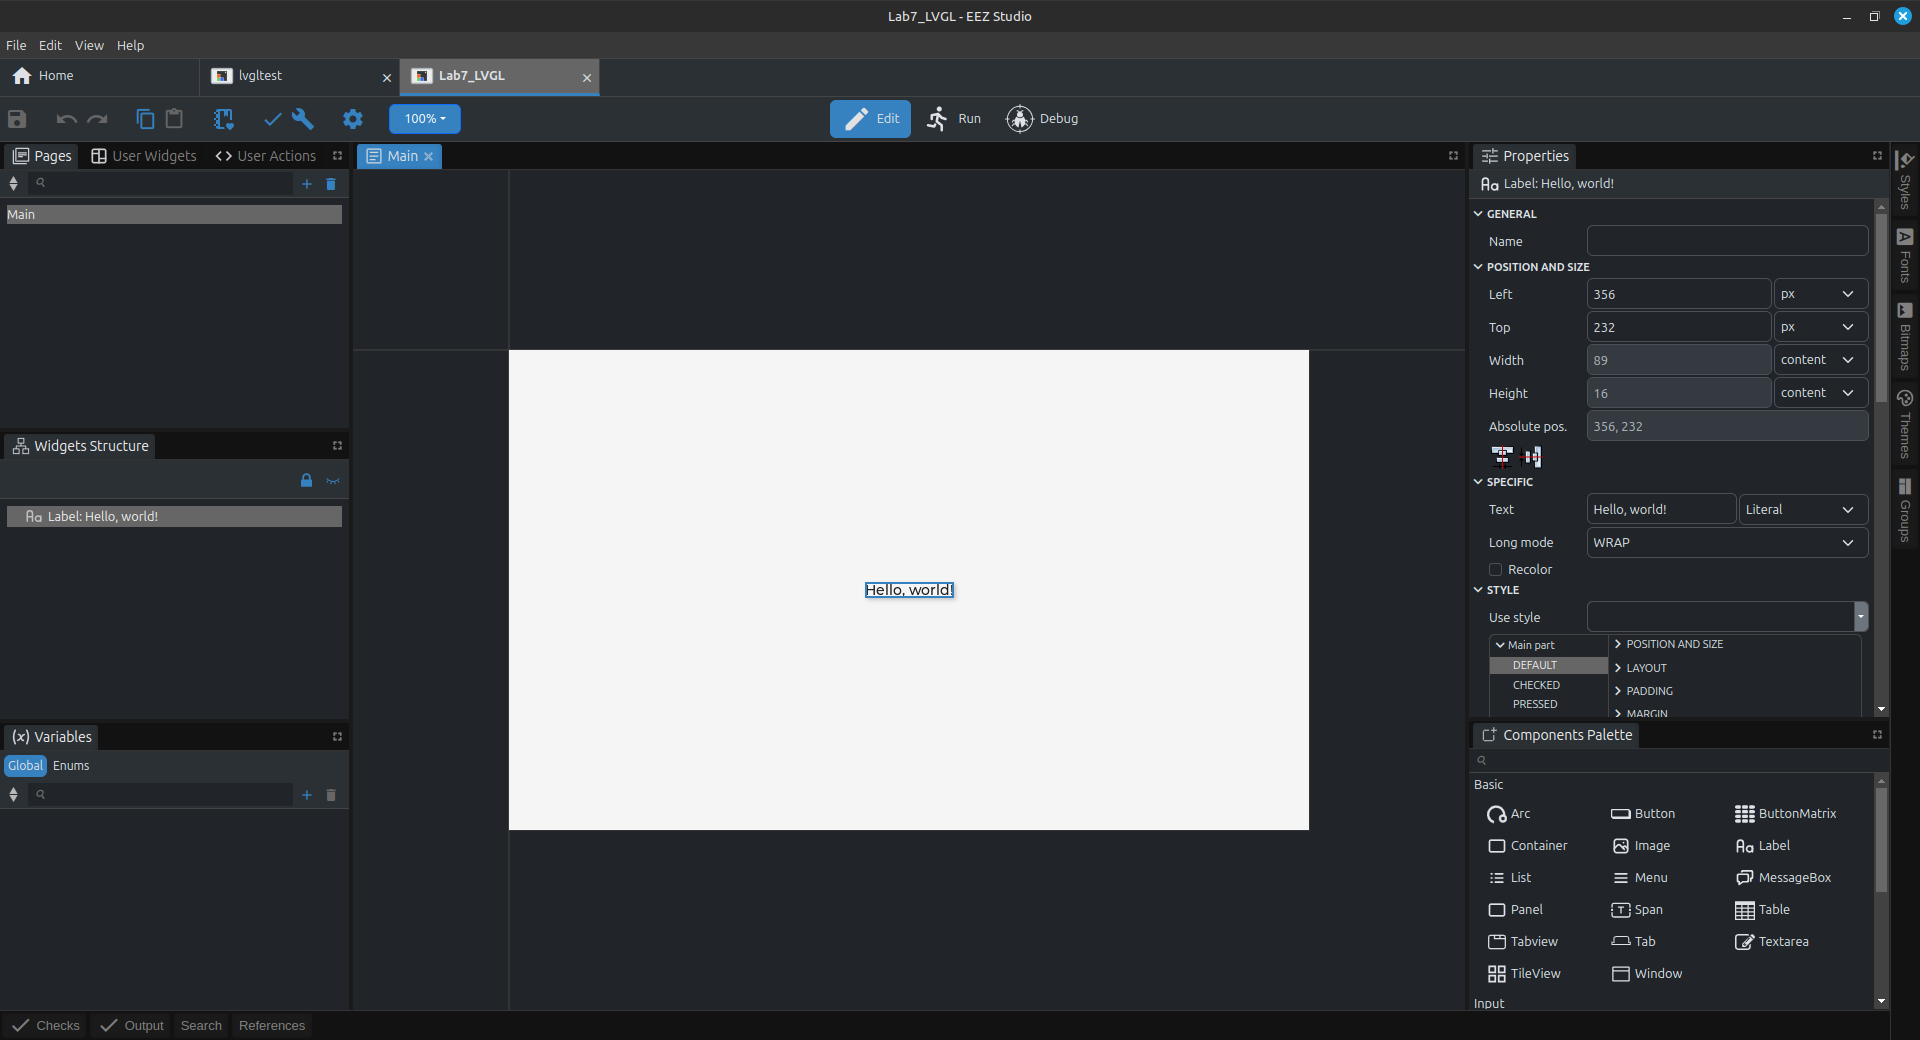 Lab7_LVGL - EEZ Studio
File Edit View Help
Home lvgltest Lab7_LVGL
100% Edit Run Debug
Pages User Widgets User Actions
Main
Widgets Structure
Label: Hello, world!
(x) Variables
Global Enums
Main
Hello, world!
Properties
Label: Hello, world!
GENERAL
Name
POSITION AND SIZE
Left 356 px
Top 232 px
Width 89 content
Height 16 content
Absolute pos. 356, 232
SPECIFIC
Text Hello, world! Literal
Long mode WRAP
Recolor
STYLE
Use style
Main part POSITION AND SIZE
DEFAULT LAYOUT
CHECKED PADDING
PRESSED MARGIN
Components Palette
Basic
Arc Button ButtonMatrix
Container Image Label
List Menu MessageBox
Panel Span Table
Tabview Tab Textarea
TileView Window
Input
Styles
Fonts
Bitmaps
Themes
Groups
Checks Output Search References